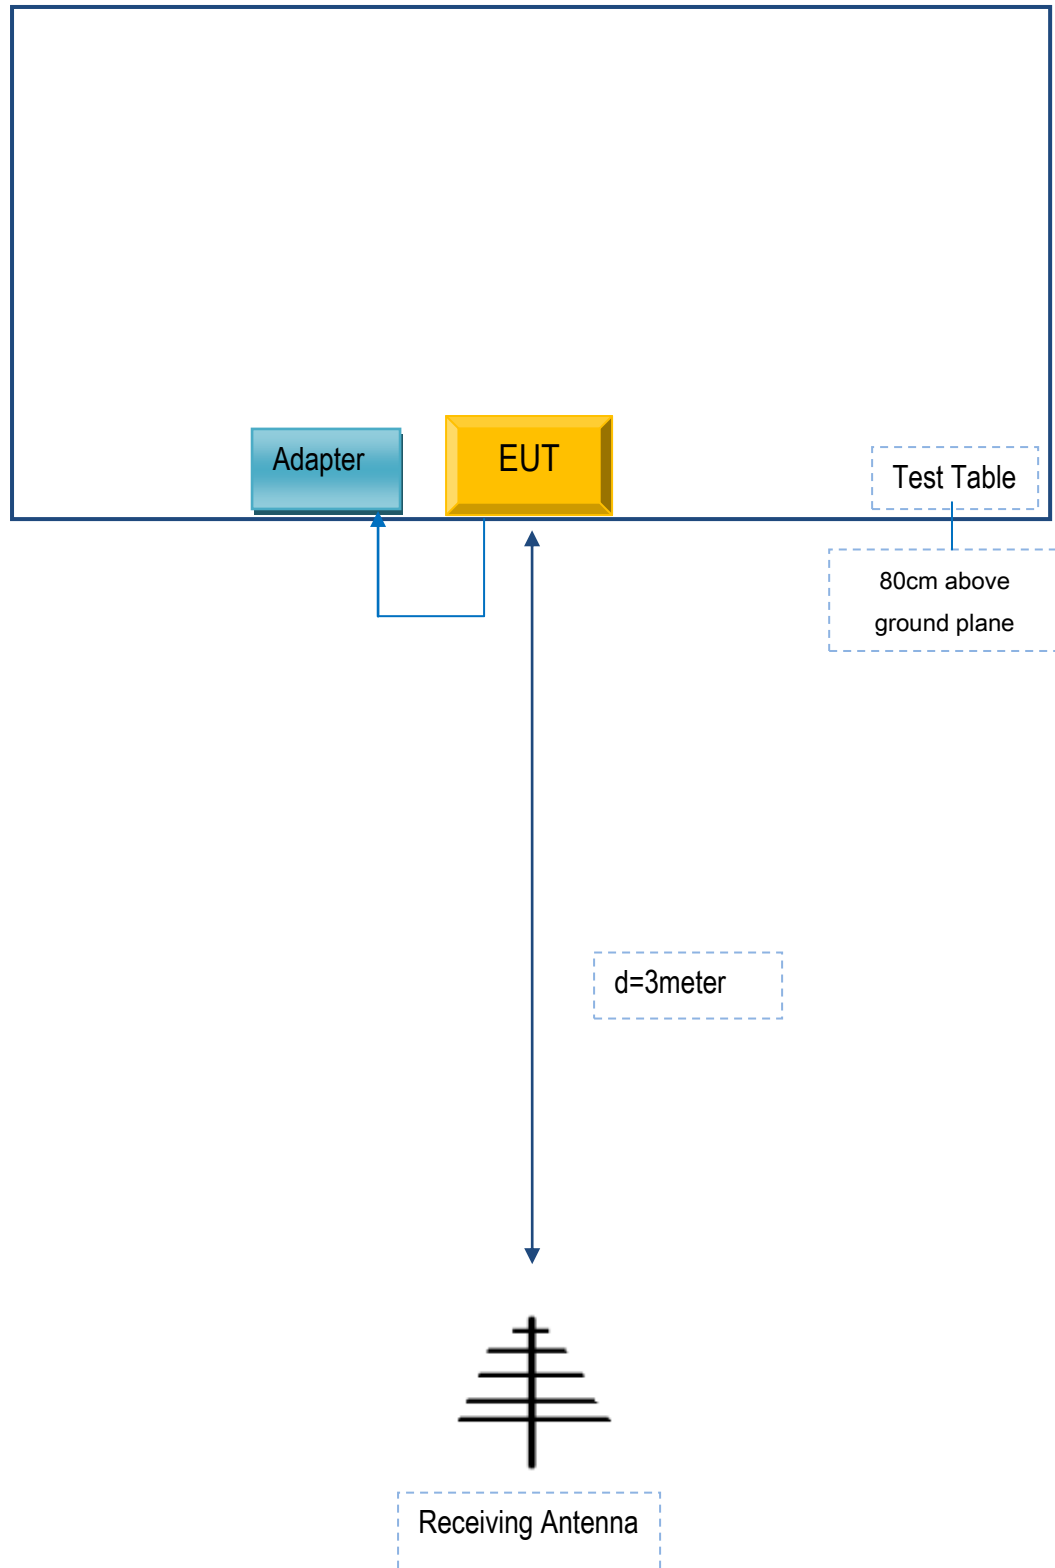 Adapter
EUT
Test Table
80cm above
ground plane
d=3meter
Receiving Antenna